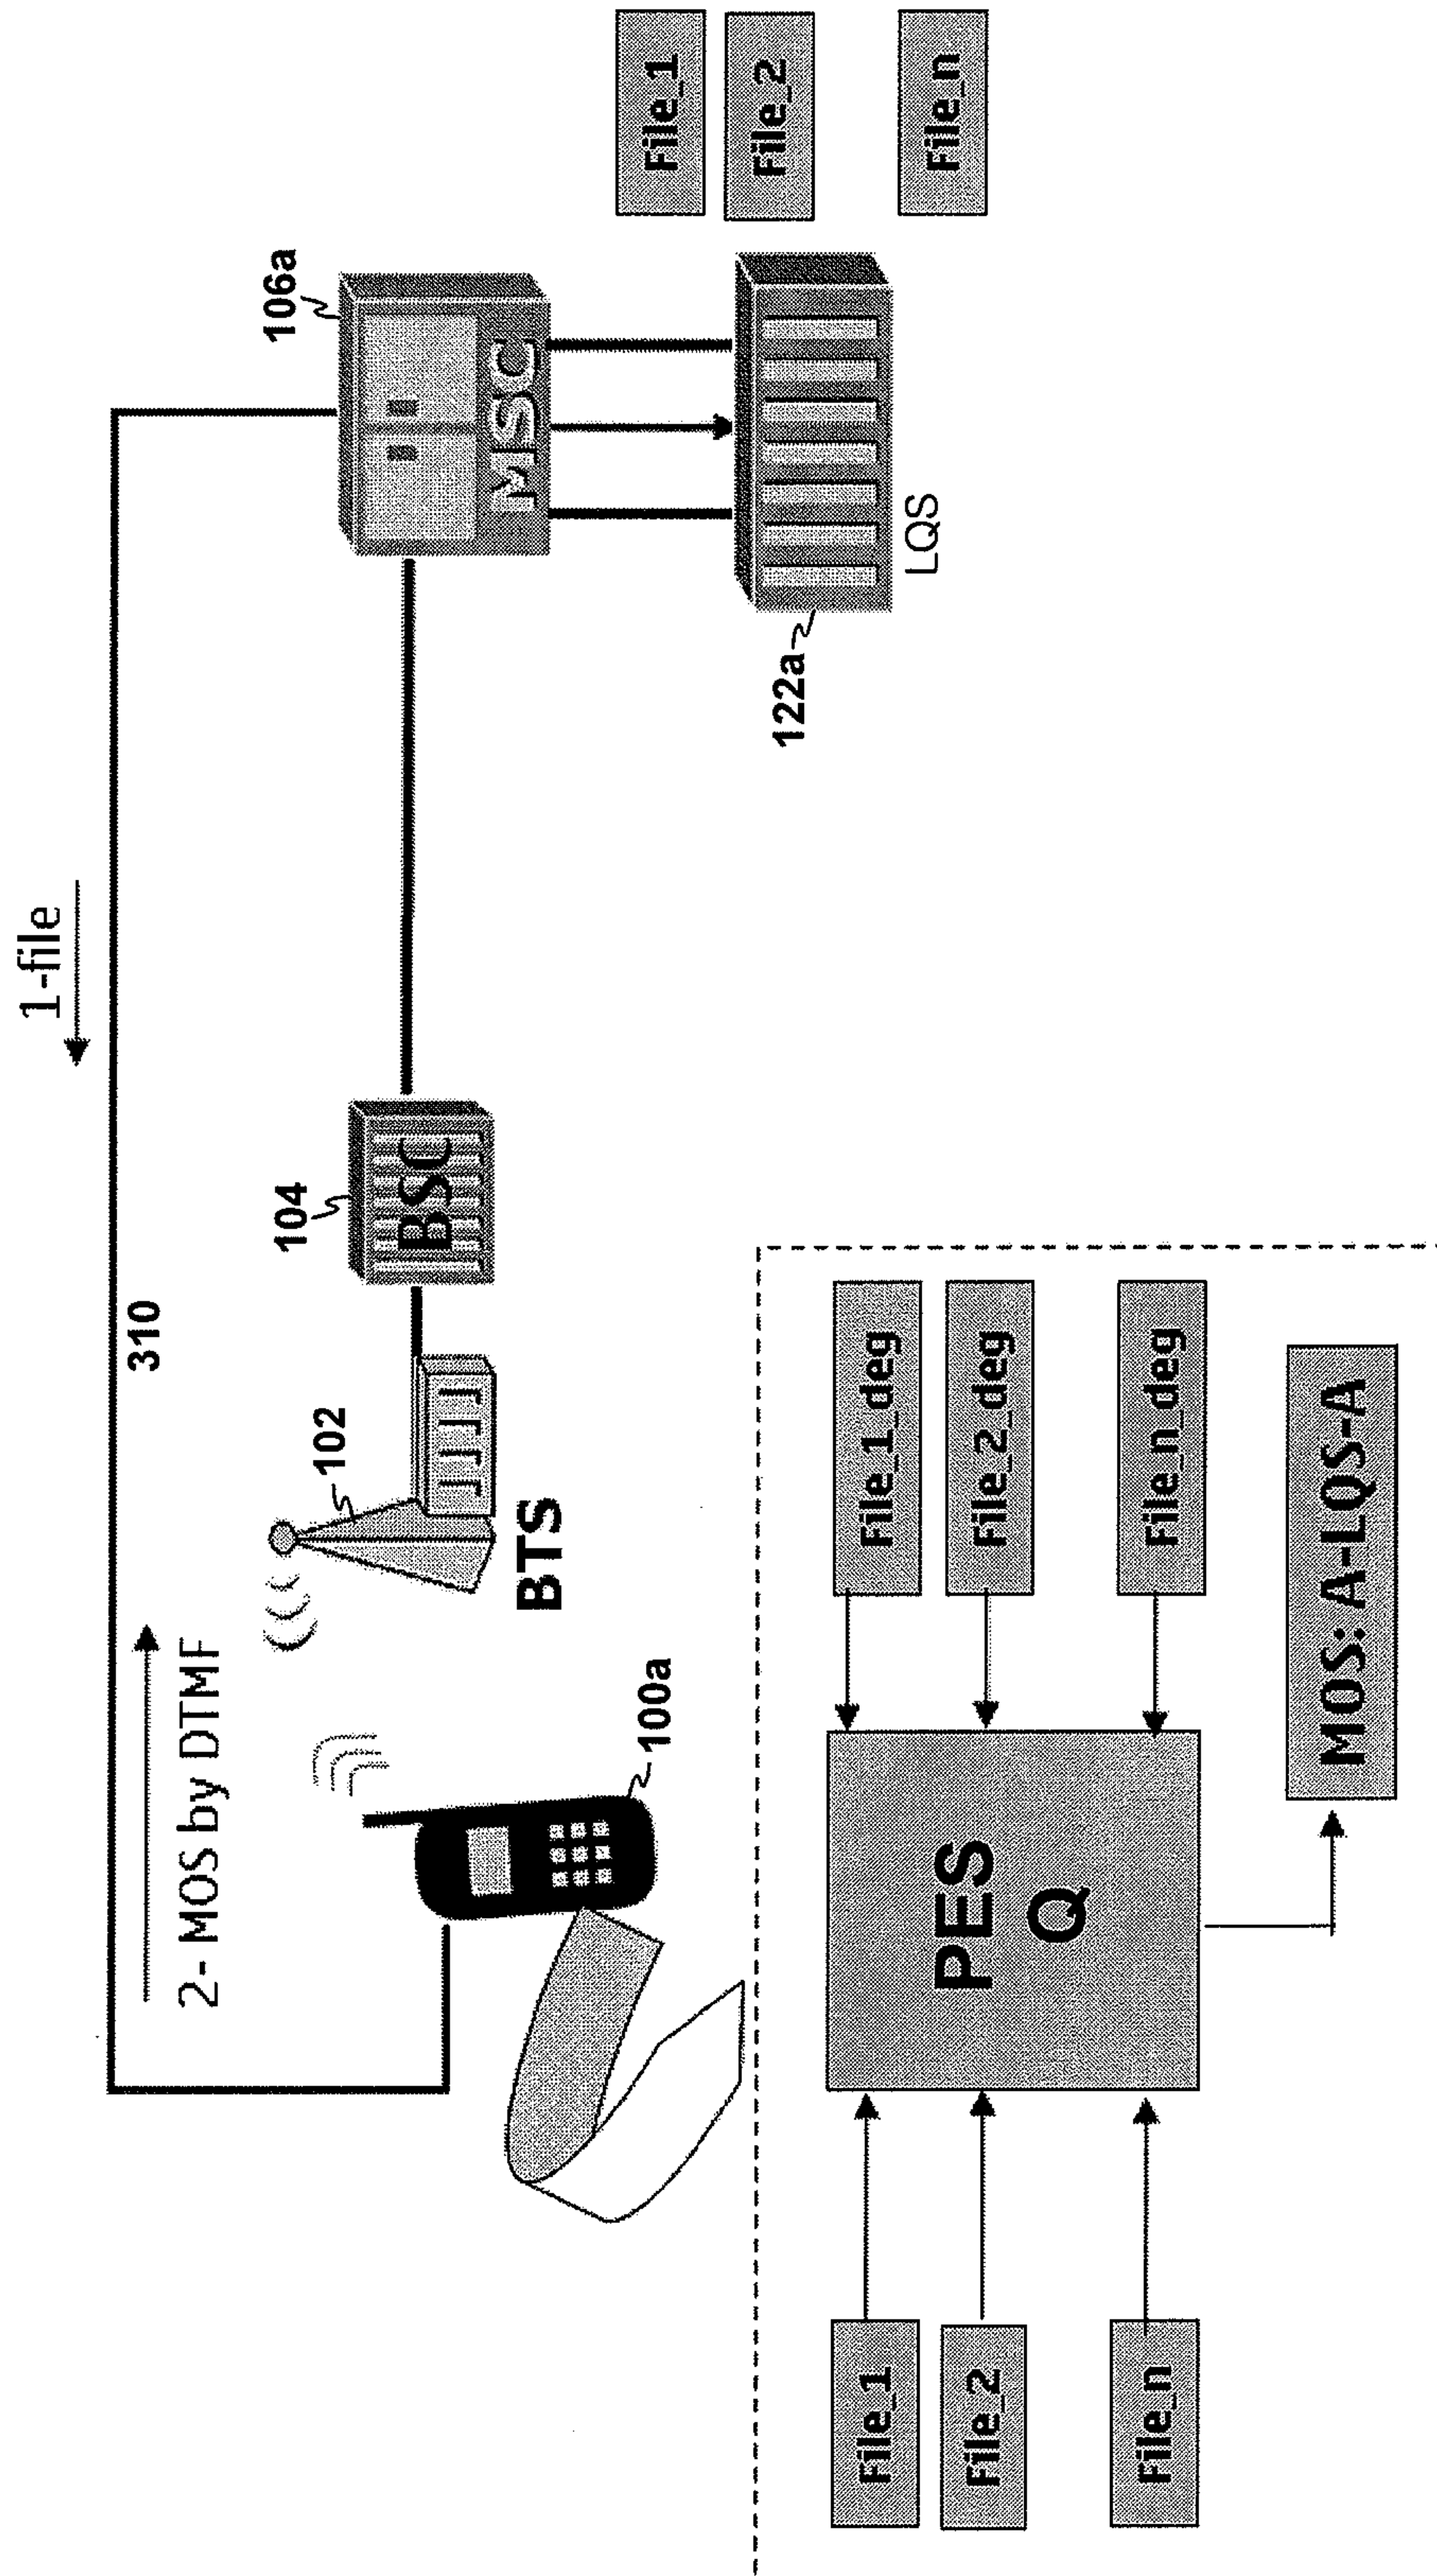 1-file
310
2- MOS by DTMF
106a
MSC
104
BSC
102
BTS
100a
122a
LQS
File_1
File_2
File_n
File_1
File_2
File_n
PES
Q
File_1_deg
File_2_deg
File_n_deg
MOS: A-LQS-A